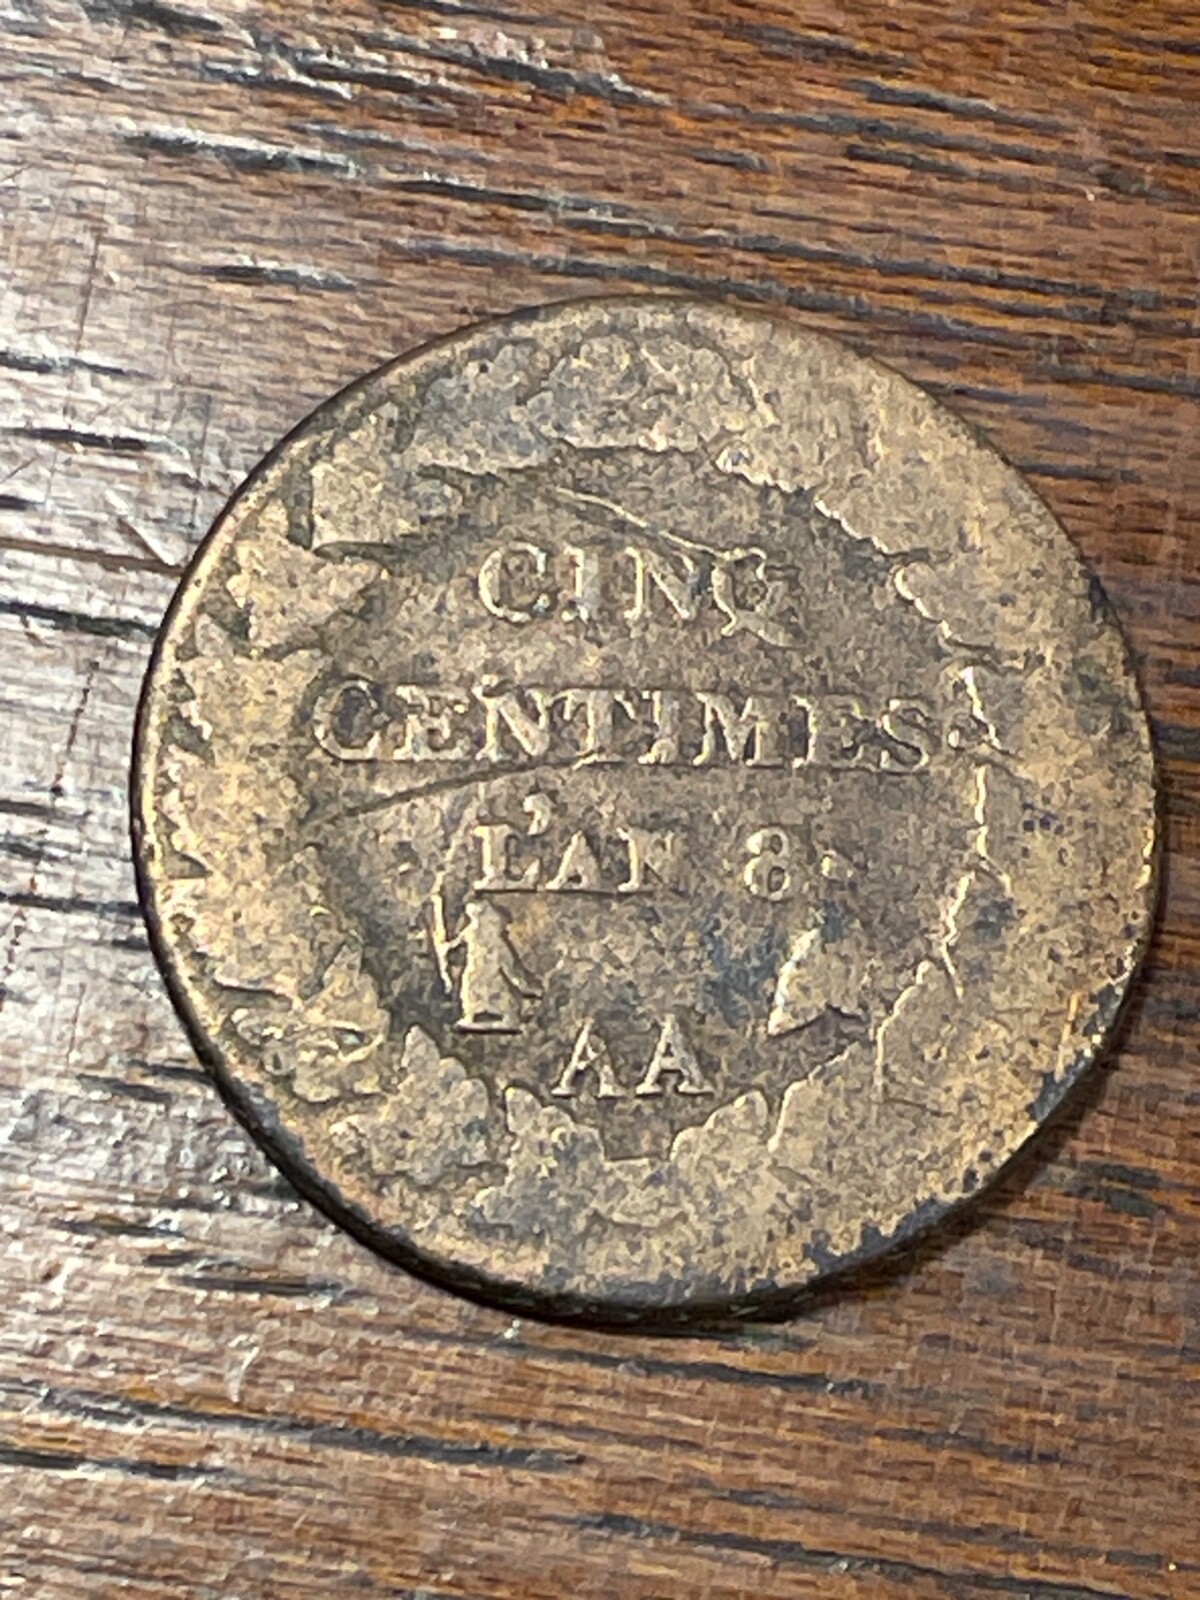 CINQ
CENTIMES.
L'AN 8.
AA